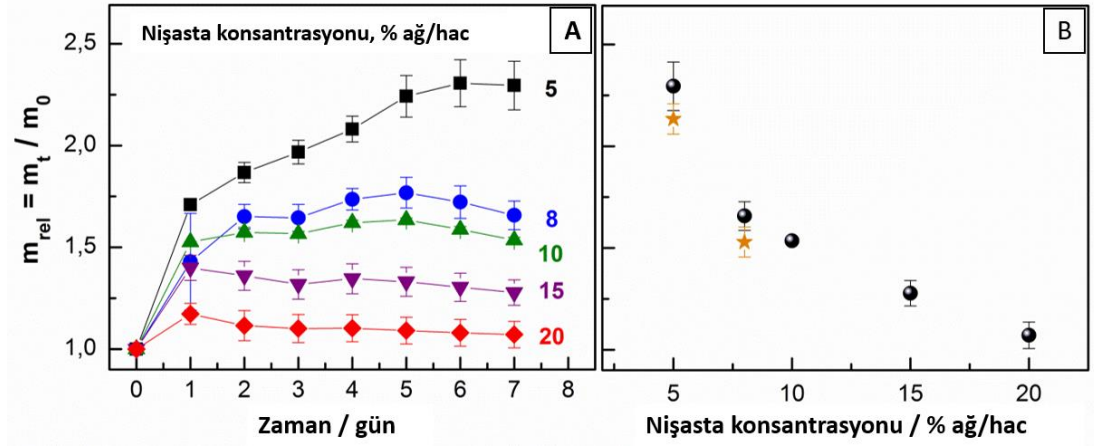 Nişasta konsantrasyonu, % ağ/hac
A
B
2,5
2,0
1,5
1,0
m_rel = m_t / m_0
5
8
10
15
20
0 1 2 3 4 5 6 7 8
Zaman / gün
5 10 15 20
Nişasta konsantrasyonu / % ağ/hac